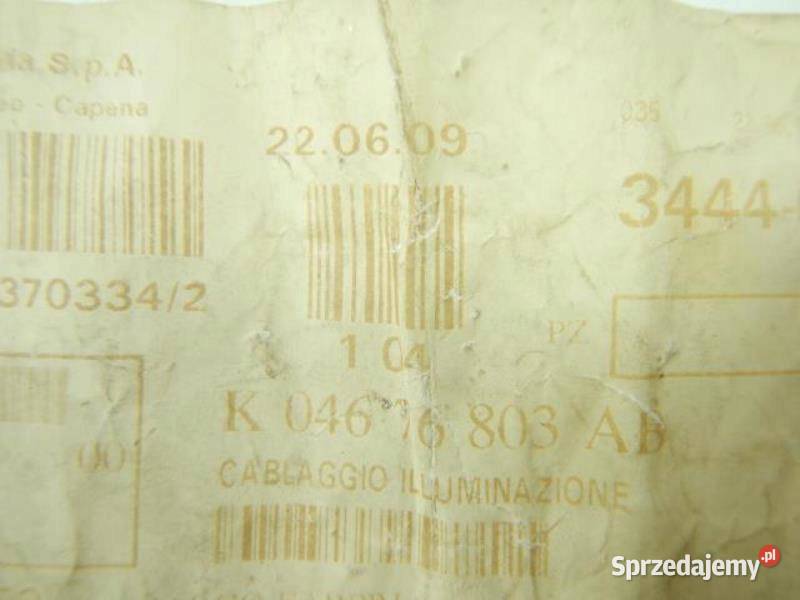 S.p.A.
- Capena
22.06.09
035
3444-
370334/2
1 04
PZ
K 046 76 803 AB
00
CABLAGGIO ILLUMINAZIONE
Sprzedajemy.pl